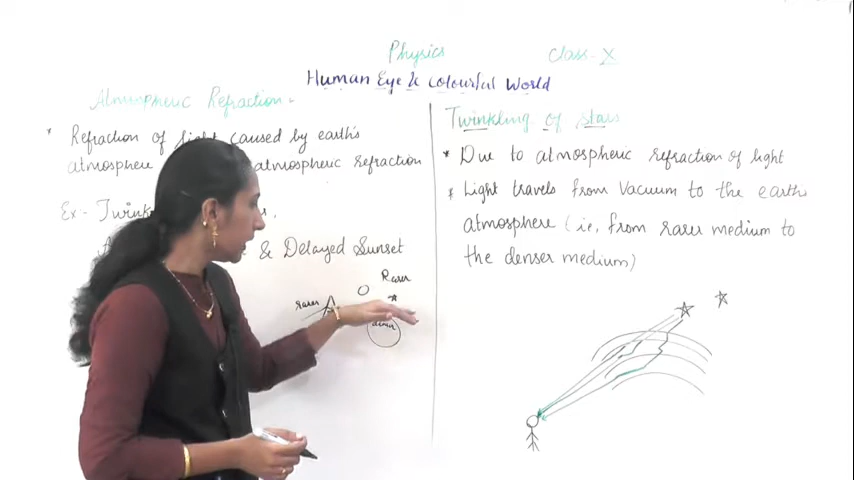 Physics Class-X
Human Eye & Colourful World
Atmospheric Refraction -
* Refraction of light caused by earth's
atmosphere atmospheric refraction
Ex- Twink
& Delayed Sunset
Rarer
rarer
denser
Twinkling of stars
* Due to atmospheric refraction of light
* Light travels from Vacuum to the earths
atmosphere (ie, from rarer medium to
the denser medium)